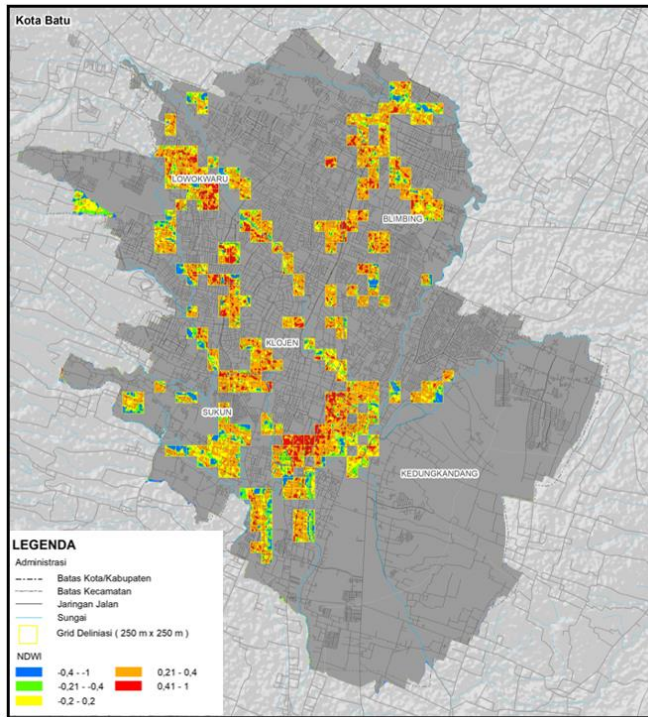 Kota Batu
LOWOKWARU
BLIMBING
KLOJEN
SUKUN
KEDUNGKANDANG
LEGENDA
Administrasi
Batas Kota/Kabupaten
Batas Kecamatan
Jaringan Jalan
Sungai
Grid Deliniasi ( 250 m x 250 m )
NDWI
-0,4 - -1
0,21 - 0,4
-0,21 - -0,4
0,41 - 1
-0,2 - 0,2